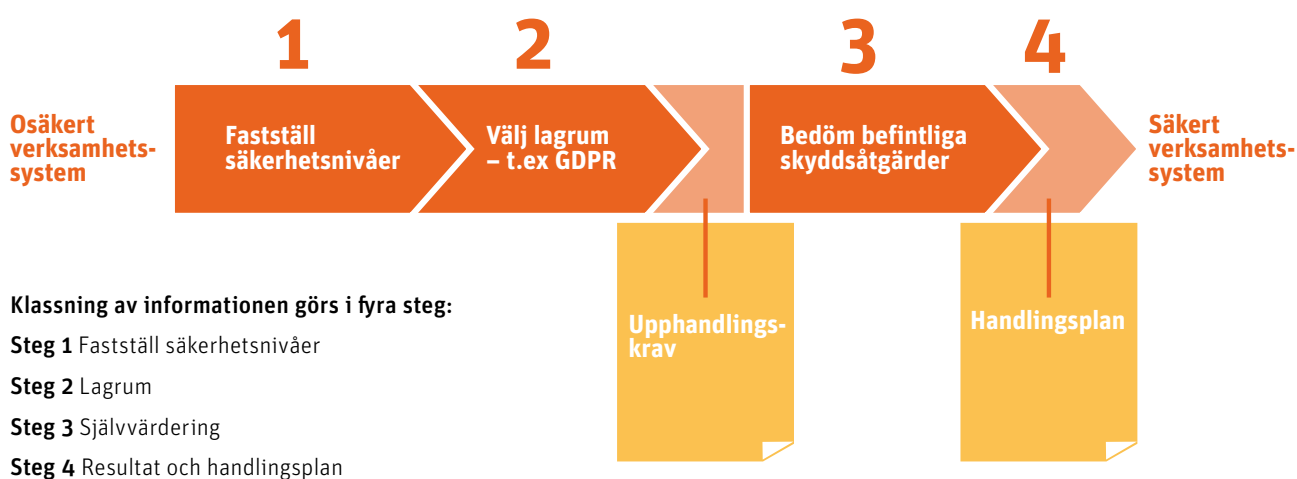 1
2
3
4
Osäkert
verksamhets-
system
Fastställ
säkerhetsnivåer
Välj lagrum
– t.ex GDPR
Bedöm befintliga
skyddsåtgärder
Säkert
verksamhets-
system
Upphandlings-
krav
Handlingsplan
Klassning av informationen görs i fyra steg:
Steg 1 Fastställ säkerhetsnivåer
Steg 2 Lagrum
Steg 3 Självvärdering
Steg 4 Resultat och handlingsplan